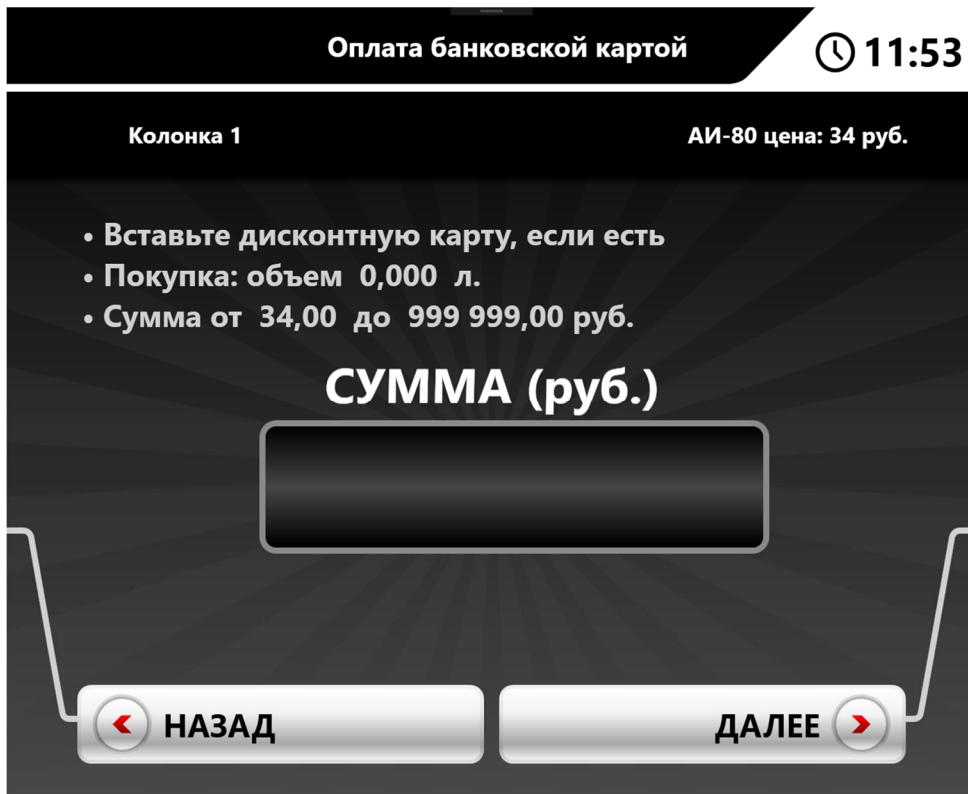 Оплата банковской картой
11:53
Колонка 1
АИ-80 цена: 34 руб.
• Вставьте дисконтную карту, если есть
• Покупка: объем 0,000 л.
• Сумма от 34,00 до 999 999,00 руб.
СУММА (руб.)
НАЗАД
ДАЛЕЕ